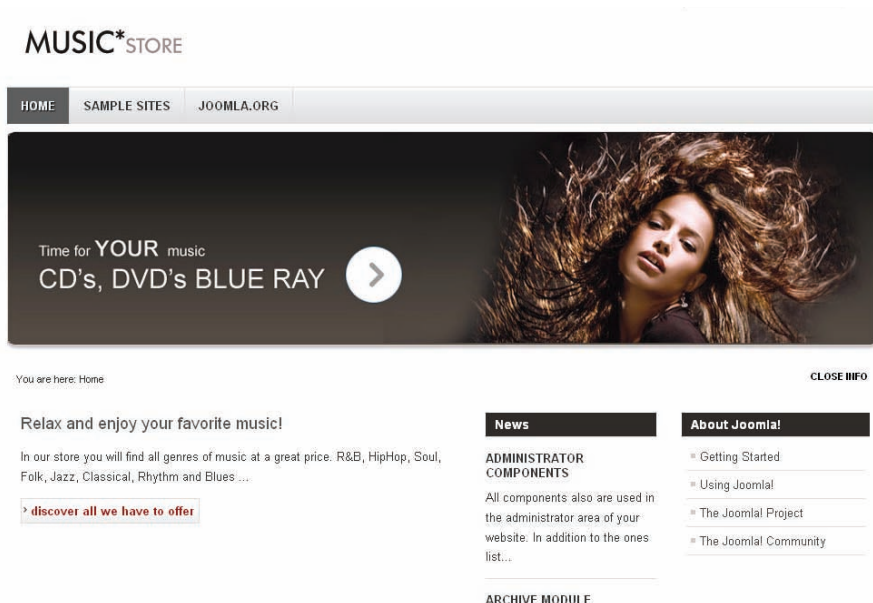 MUSIC*STORE
HOME SAMPLE SITES JOOMLA.ORG
Time for YOUR music
CD's, DVD's BLUE RAY
You are here: Home
CLOSE INFO
Relax and enjoy your favorite music!
In our store you will find all genres of music at a great price. R&B, HipHop, Soul,
Folk, Jazz, Classical, Rhythm and Blues ...
discover all we have to offer
News
ADMINISTRATOR
COMPONENTS
All components also are used in
the administrator area of your
website. In addition to the ones
list...
ARCHIVE MODULE
About Joomla!
Getting Started
Using Joomla!
The Joomla! Project
The Joomla! Community